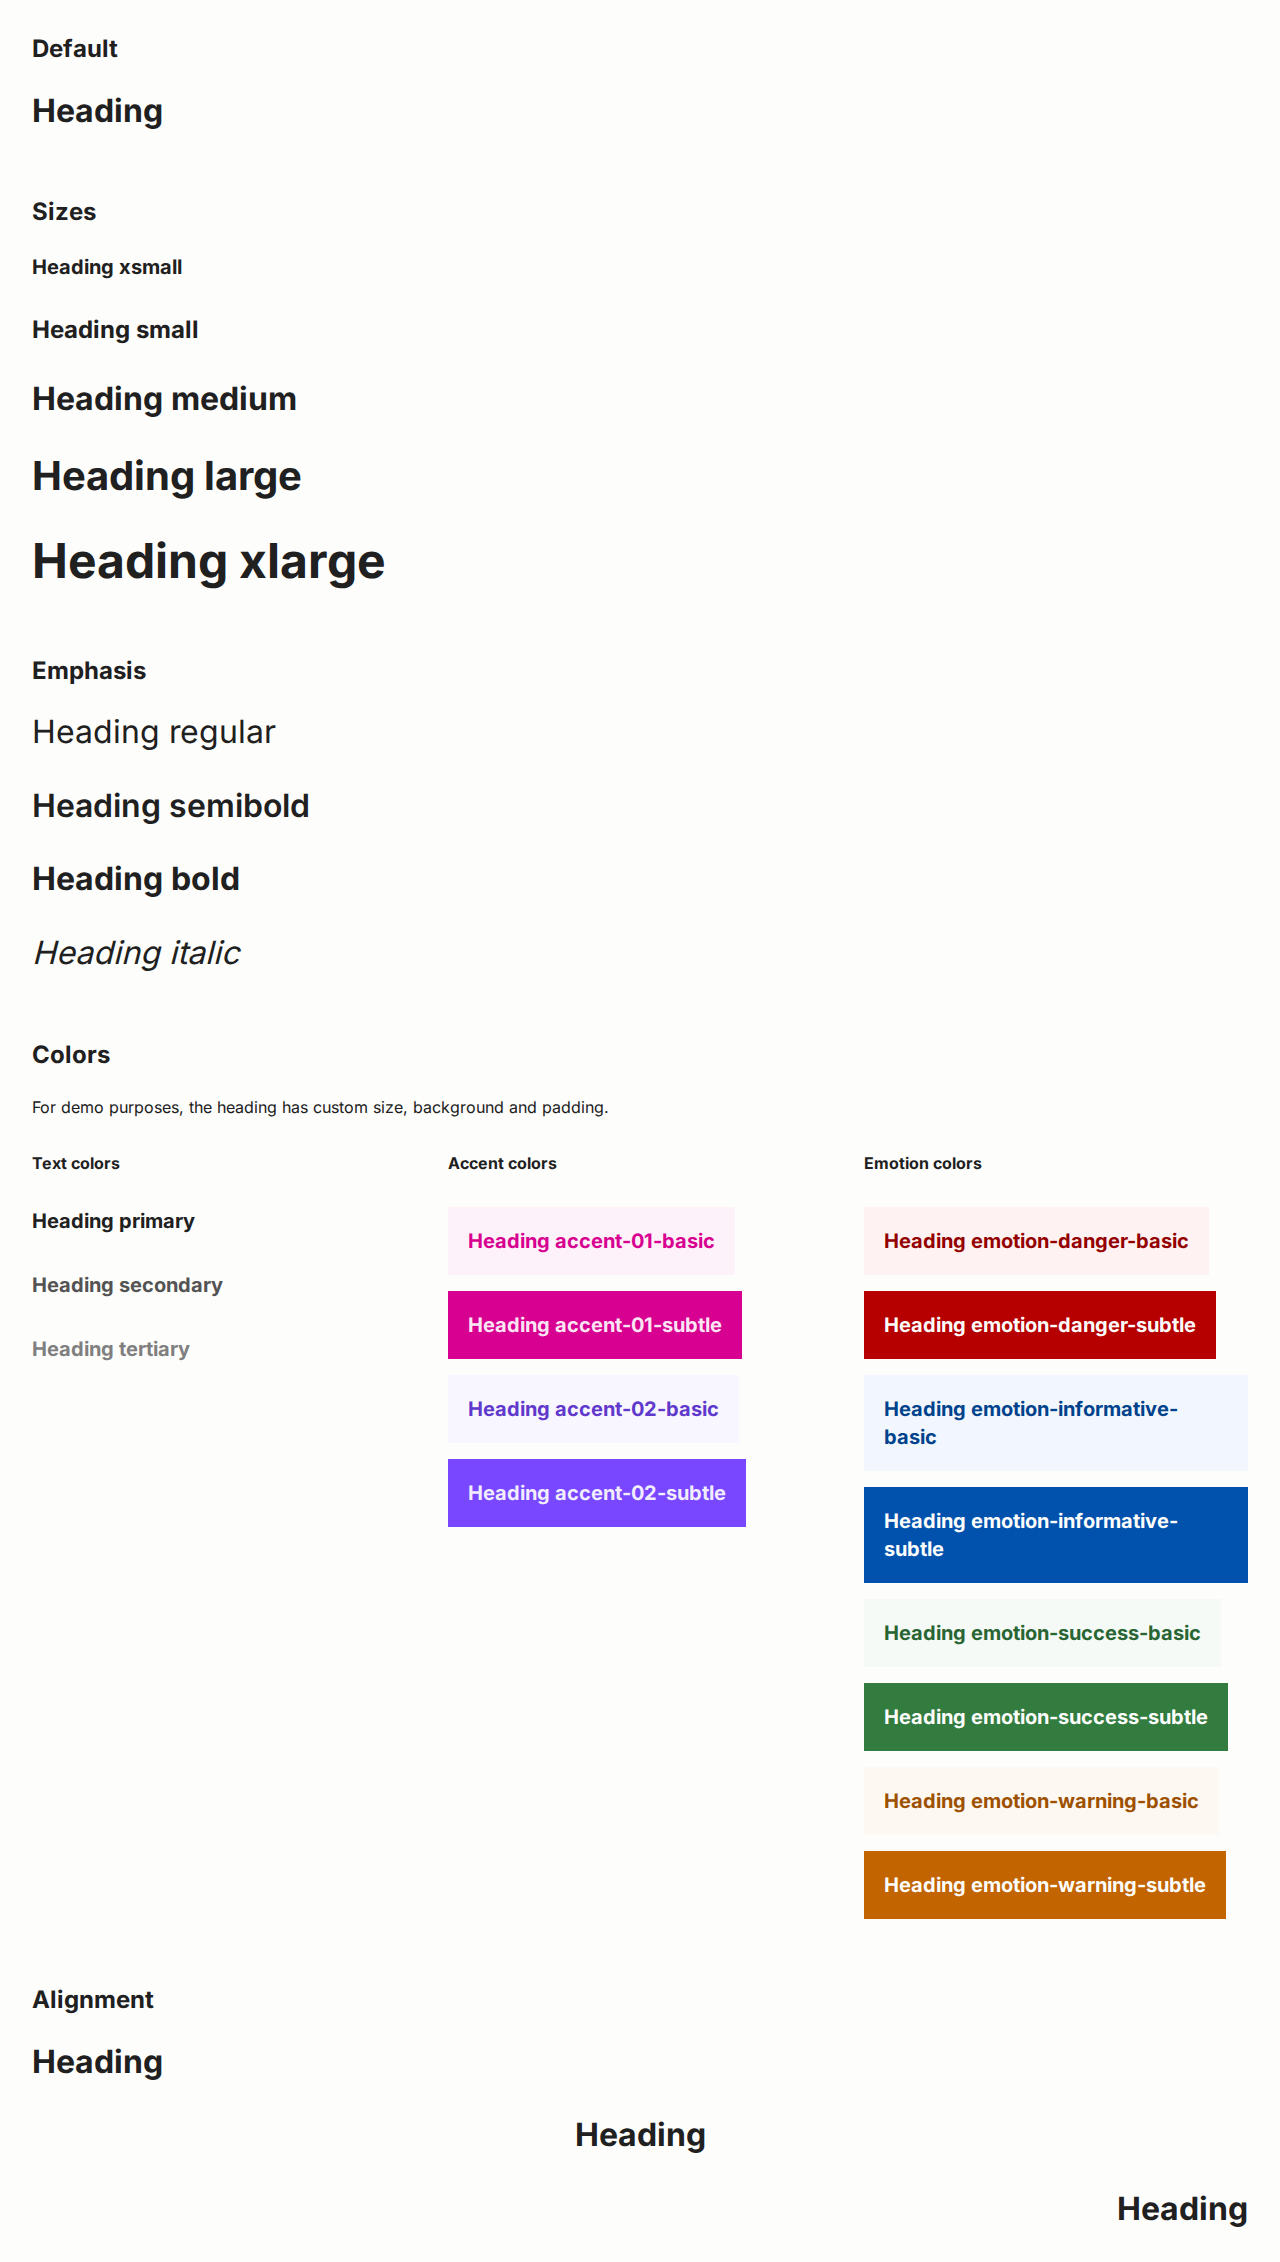 Default
Heading
Sizes
Heading xsmall
Heading small
Heading medium
Heading large
Heading xlarge
Emphasis
Heading regular
Heading semibold
Heading bold
Heading italic
Colors
For demo purposes, the heading has custom size, background and padding.
Text colors
Heading primary
Heading secondary
Heading tertiary
Accent colors
Heading accent-01-basic
Heading accent-01-subtle
Heading accent-02-basic
Heading accent-02-subtle
Emotion colors
Heading emotion-danger-basic
Heading emotion-danger-subtle
Heading emotion-informative-
basic
Heading emotion-informative-
subtle
Heading emotion-success-basic
Heading emotion-success-subtle
Heading emotion-warning-basic
Heading emotion-warning-subtle
Alignment
Heading
Heading
Heading